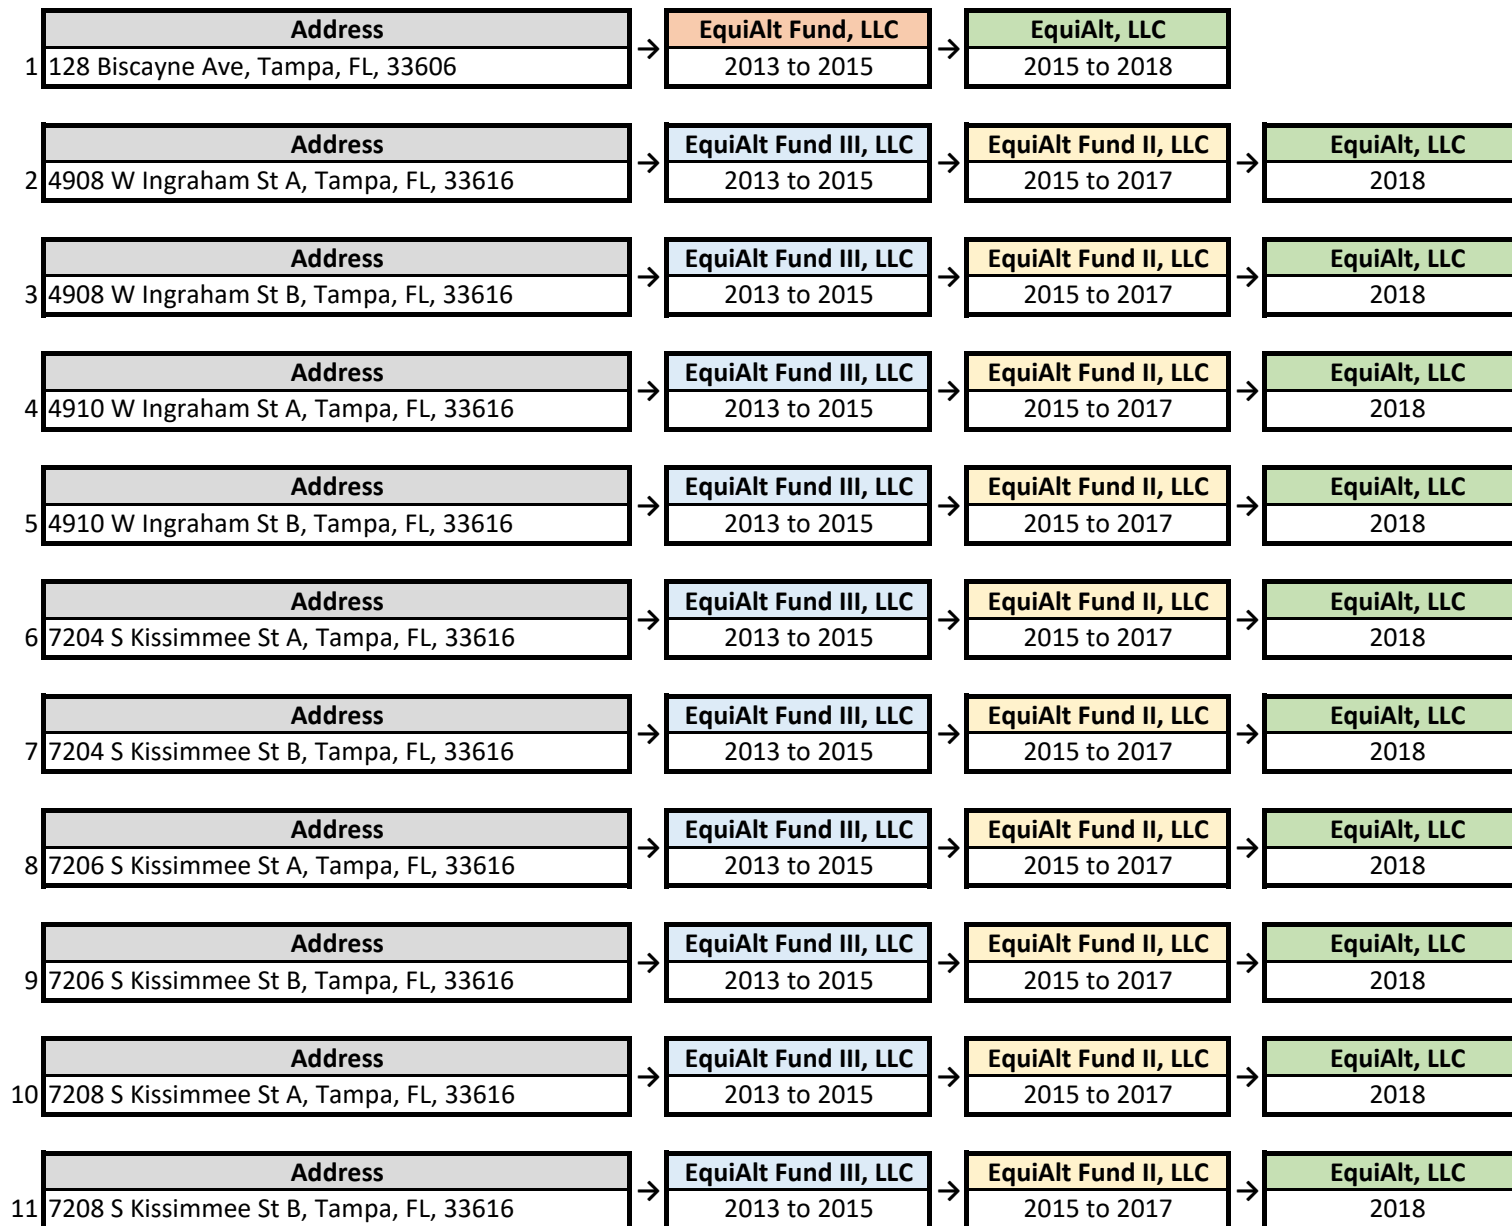 Address → EquiAlt Fund, LLC → EquiAlt, LLC
1 128 Biscayne Ave, Tampa, FL, 33606 2013 to 2015 2015 to 2018
Address → EquiAlt Fund III, LLC → EquiAlt Fund II, LLC → EquiAlt, LLC
2 4908 W Ingraham St A, Tampa, FL, 33616 2013 to 2015 2015 to 2017 2018
Address → EquiAlt Fund III, LLC → EquiAlt Fund II, LLC → EquiAlt, LLC
3 4908 W Ingraham St B, Tampa, FL, 33616 2013 to 2015 2015 to 2017 2018
Address → EquiAlt Fund III, LLC → EquiAlt Fund II, LLC → EquiAlt, LLC
4 4910 W Ingraham St A, Tampa, FL, 33616 2013 to 2015 2015 to 2017 2018
Address → EquiAlt Fund III, LLC → EquiAlt Fund II, LLC → EquiAlt, LLC
5 4910 W Ingraham St B, Tampa, FL, 33616 2013 to 2015 2015 to 2017 2018
Address → EquiAlt Fund III, LLC → EquiAlt Fund II, LLC → EquiAlt, LLC
6 7204 S Kissimmee St A, Tampa, FL, 33616 2013 to 2015 2015 to 2017 2018
Address → EquiAlt Fund III, LLC → EquiAlt Fund II, LLC → EquiAlt, LLC
7 7204 S Kissimmee St B, Tampa, FL, 33616 2013 to 2015 2015 to 2017 2018
Address → EquiAlt Fund III, LLC → EquiAlt Fund II, LLC → EquiAlt, LLC
8 7206 S Kissimmee St A, Tampa, FL, 33616 2013 to 2015 2015 to 2017 2018
Address → EquiAlt Fund III, LLC → EquiAlt Fund II, LLC → EquiAlt, LLC
9 7206 S Kissimmee St B, Tampa, FL, 33616 2013 to 2015 2015 to 2017 2018
Address → EquiAlt Fund III, LLC → EquiAlt Fund II, LLC → EquiAlt, LLC
10 7208 S Kissimmee St A, Tampa, FL, 33616 2013 to 2015 2015 to 2017 2018
Address → EquiAlt Fund III, LLC → EquiAlt Fund II, LLC → EquiAlt, LLC
11 7208 S Kissimmee St B, Tampa, FL, 33616 2013 to 2015 2015 to 2017 2018